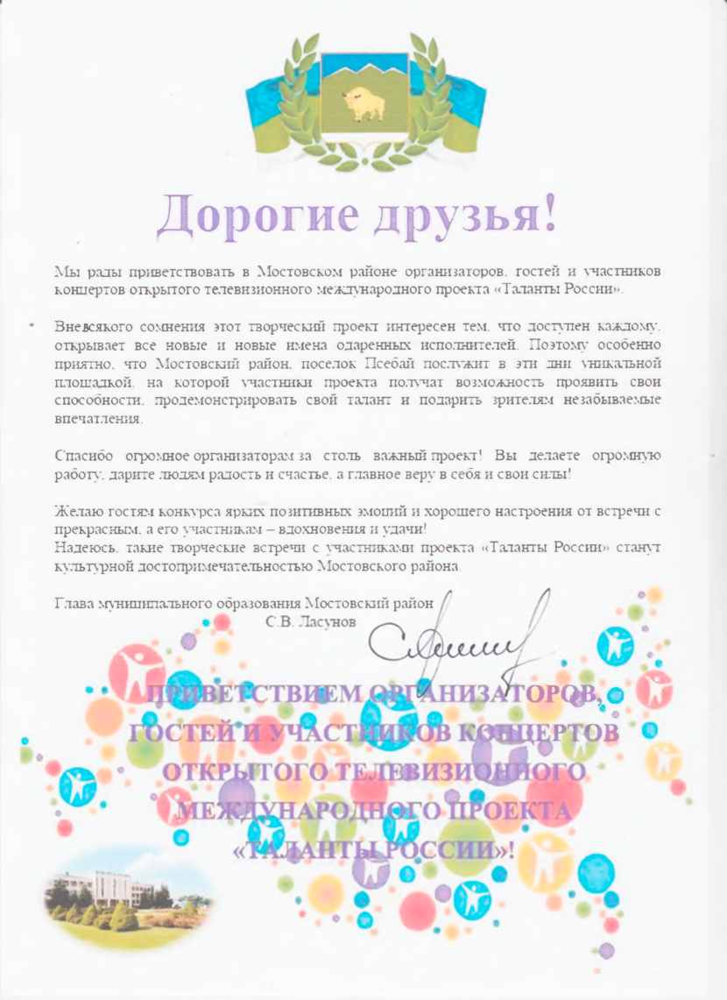 Дорогие друзья!
Мы рады приветствовать в Мостовском районе организаторов, гостей и участников
концертов открытого телевизионного международного проекта «Таланты России».
Вневсякого сомнения этот творческий проект интересен тем, что доступен каждому,
открывает все новые и новые имена одаренных исполнителей. Поэтому особенно
приятно, что Мостовский район, поселок Псебай послужит в эти дни уникальной
площадкой, на которой участники проекта получат возможность проявить свои
способности, продемонстрировать свой талант и подарить зрителям незабываемые
впечатления.
Спасибо огромное организаторам за столь важный проект! Вы делаете огромную
работу, дарите людям радость и счастье, а главное веру в себя и свои силы!
Желаю гостям конкурса ярких позитивных эмоций и хорошего настроения от встречи с
прекрасным, а его участникам – вдохновения и удачи!
Надеюсь, такие творческие встречи с участниками проекта «Таланты России» станут
культурной достопримечательностью Мостовского района.
Глава муниципального образования Мостовский район
С.В. Ласунов
ПРИВЕТСТВИЕМ ОРГАНИЗАТОРОВ,
ГОСТЕЙ И УЧАСТНИКОВ КОНЦЕРТОВ
ОТКРЫТОГО ТЕЛЕВИЗИОННОГО
МЕЖДУНАРОДНОГО ПРОЕКТА
«ТАЛАНТЫ РОССИИ»!